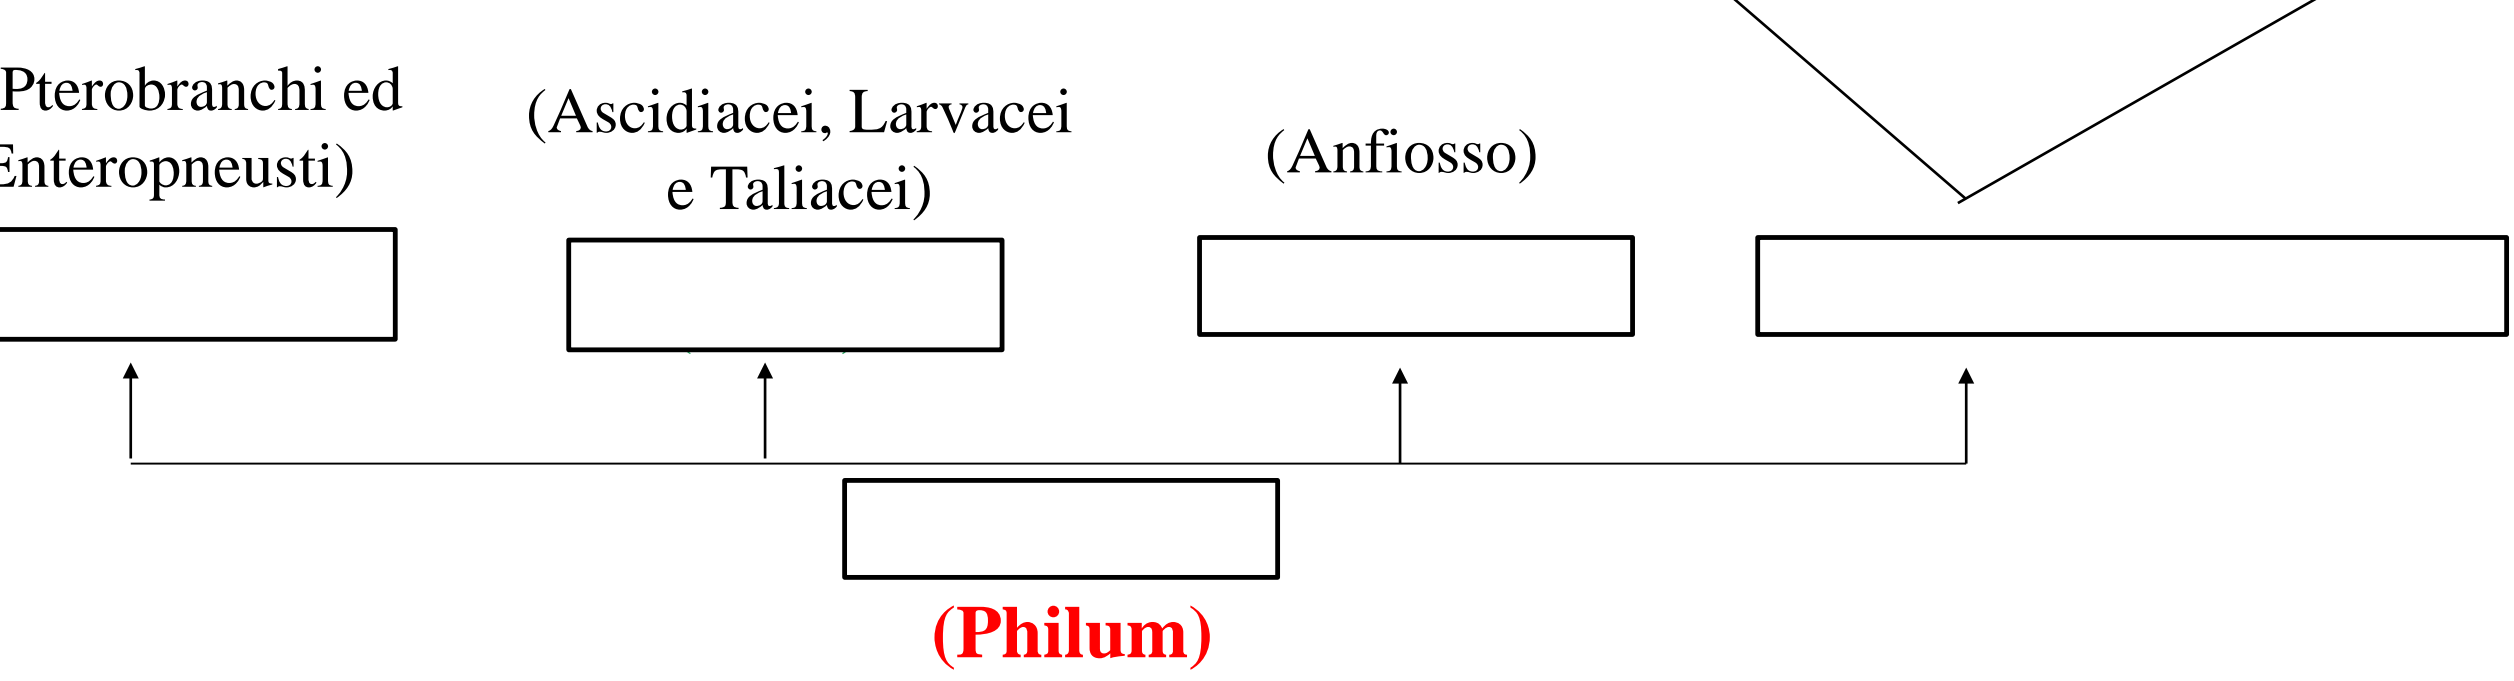 Pterobranchi ed
Enteropneusti)
(Ascidiacei, Larvacei
e Taliacei)
(Anfiosso)
(Philum)